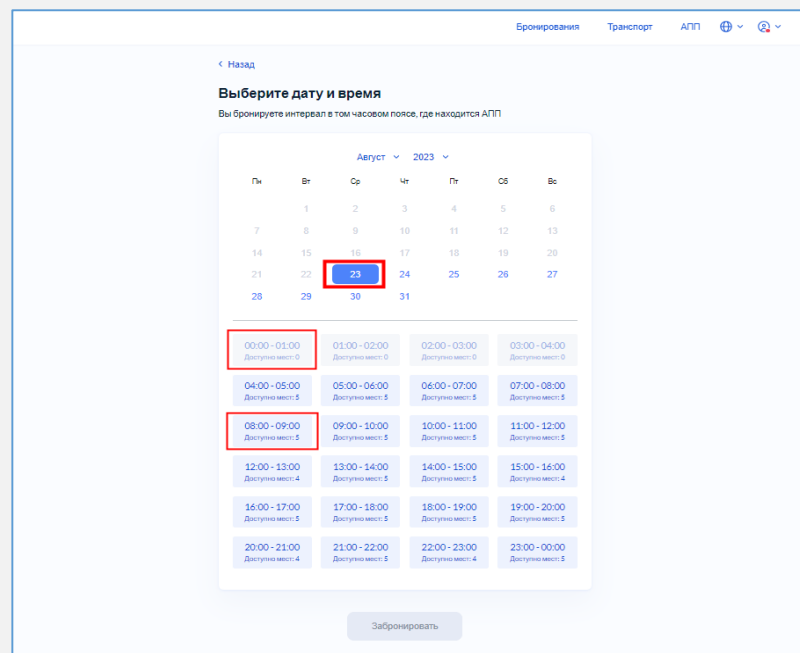 Бронирования Транспорт АПП
Назад
Выберите дату и время
Вы бронируете интервал в том часовом поясе, где находится АПП
Август 2023
Пн Вт Ср Чт Пт Сб Вс
1 2 3 4 5 6
7 8 9 10 11 12 13
14 15 16 17 18 19 20
21 22 23 24 25 26 27
28 29 30 31
00:00 - 01:00 01:00 - 02:00 02:00 - 03:00 03:00 - 04:00
Доступно мест: 0 Доступно мест: 0 Доступно мест: 0 Доступно мест: 0
04:00 - 05:00 05:00 - 06:00 06:00 - 07:00 07:00 - 08:00
Доступно мест: 5 Доступно мест: 5 Доступно мест: 5 Доступно мест: 5
08:00 - 09:00 09:00 - 10:00 10:00 - 11:00 11:00 - 12:00
Доступно мест: 5 Доступно мест: 5 Доступно мест: 5 Доступно мест: 5
12:00 - 13:00 13:00 - 14:00 14:00 - 15:00 15:00 - 16:00
Доступно мест: 4 Доступно мест: 5 Доступно мест: 5 Доступно мест: 4
16:00 - 17:00 17:00 - 18:00 18:00 - 19:00 19:00 - 20:00
Доступно мест: 5 Доступно мест: 5 Доступно мест: 5 Доступно мест: 5
20:00 - 21:00 21:00 - 22:00 22:00 - 23:00 23:00 - 00:00
Доступно мест: 4 Доступно мест: 5 Доступно мест: 4 Доступно мест: 5
Забронировать